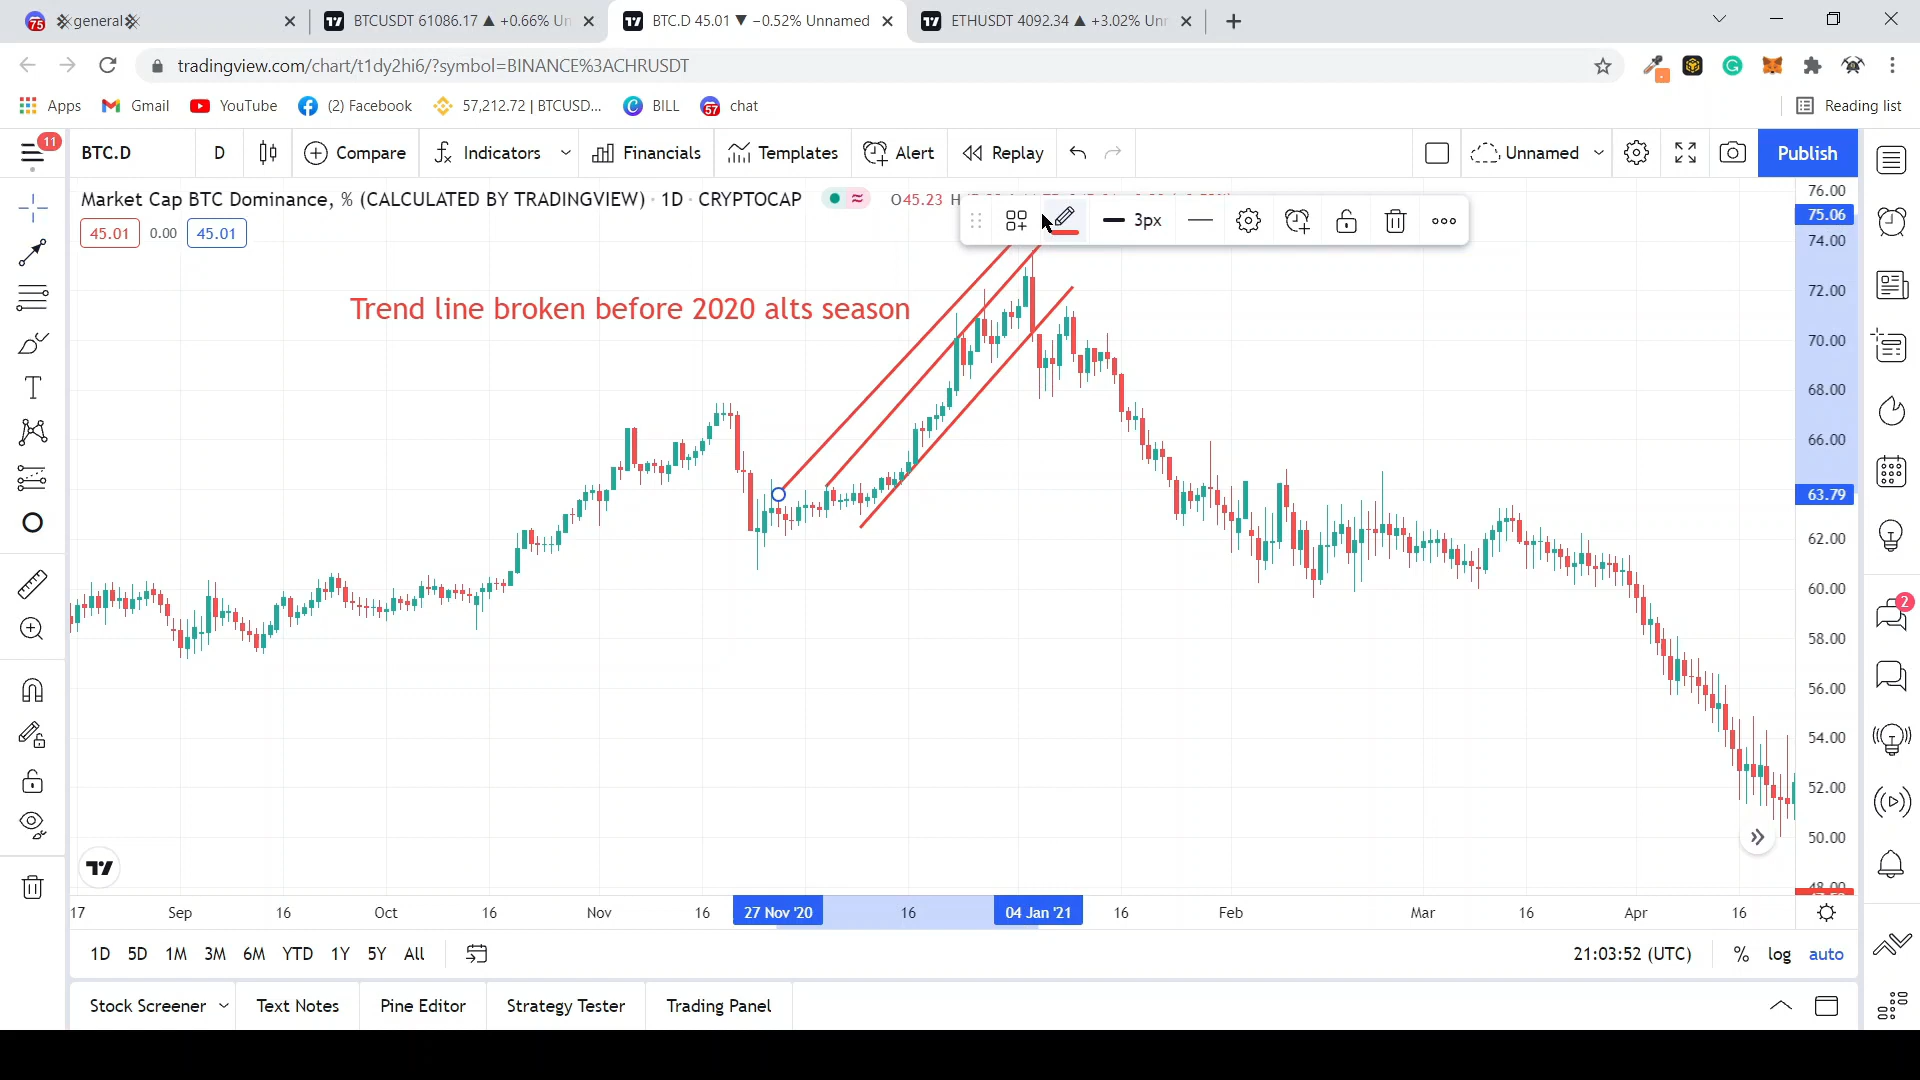 general
BTCUSDT 61086.17 ▲ +0.66% Un
BTC.D 45.01 ▼ −0.52% Unnamed
ETHUSDT 4092.34 ▲ +3.02% Unn
tradingview.com/chart/t1dy2hi6/?symbol=BINANCE%3ACHRUSDT
Apps
Gmail
YouTube
(2) Facebook
57,212.72 | BTCUSD...
BILL
chat
Reading list
11
BTC.D
D
Compare
Indicators
Financials
Templates
Alert
Replay
Unnamed
Publish
Market Cap BTC Dominance, % (CALCULATED BY TRADINGVIEW) · 1D · CRYPTOCAP
O45.23 H
45.01
0.00
45.01
3px
Trend line broken before 2020 alts season
76.00
75.06
74.00
72.00
70.00
68.00
66.00
63.79
62.00
60.00
58.00
56.00
54.00
52.00
50.00
48.00
2
17
Sep
16
Oct
16
Nov
16
27 Nov '20
16
04 Jan '21
16
Feb
Mar
16
Apr
16
1D
5D
1M
3M
6M
YTD
1Y
5Y
All
21:03:52 (UTC)
%
log
auto
Stock Screener
Text Notes
Pine Editor
Strategy Tester
Trading Panel